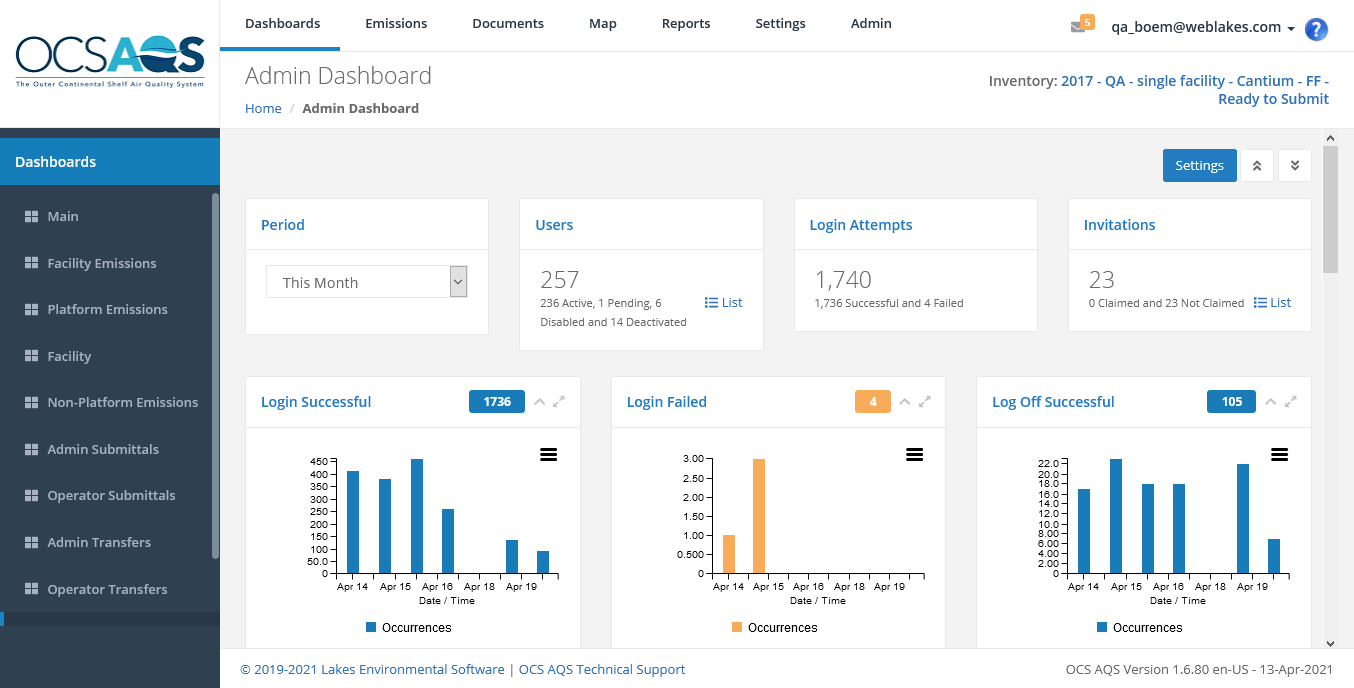 OCSAQS
The Outer Continental Shelf Air Quality System
Dashboards
Emissions
Documents
Map
Reports
Settings
Admin
5
qa_boem@weblakes.com
?
Admin Dashboard
Home / Admin Dashboard
Inventory: 2017 - QA - single facility - Cantium - FF -
Ready to Submit
Dashboards
Main
Facility Emissions
Platform Emissions
Facility
Non-Platform Emissions
Admin Submittals
Operator Submittals
Admin Transfers
Operator Transfers
Settings
Period
This Month
Users
257
236 Active, 1 Pending, 6
Disabled and 14 Deactivated
List
Login Attempts
1,740
1,736 Successful and 4 Failed
Invitations
23
0 Claimed and 23 Not Claimed
List
Login Successful
1736
450
400
350
300
250
200
150
100
50.0
0
Apr 14 Apr 15 Apr 16 Apr 18 Apr 19
Date / Time
Occurrences
Login Failed
4
3.00
2.50
2.00
1.50
1.00
0.500
0
Apr 14 Apr 15 Apr 16 Apr 18 Apr 19
Date / Time
Occurrences
Log Off Successful
105
22.0
20.0
18.0
16.0
14.0
12.0
10.0
8.00
6.00
4.00
2.00
0
Apr 14 Apr 15 Apr 16 Apr 18 Apr 19
Date / Time
Occurrences
© 2019-2021 Lakes Environmental Software | OCS AQS Technical Support
OCS AQS Version 1.6.80 en-US - 13-Apr-2021